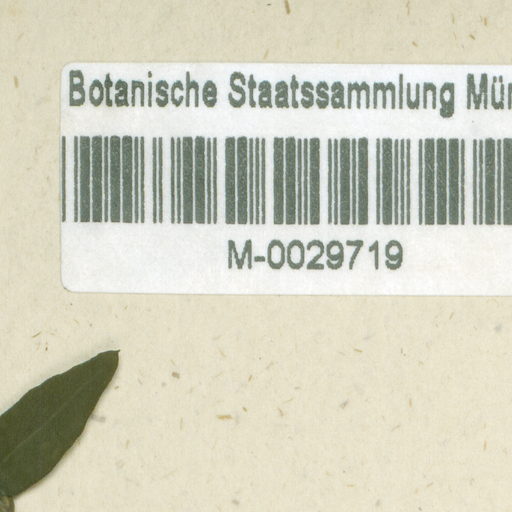 Botanische Staatssammlung Mün
M-0029719